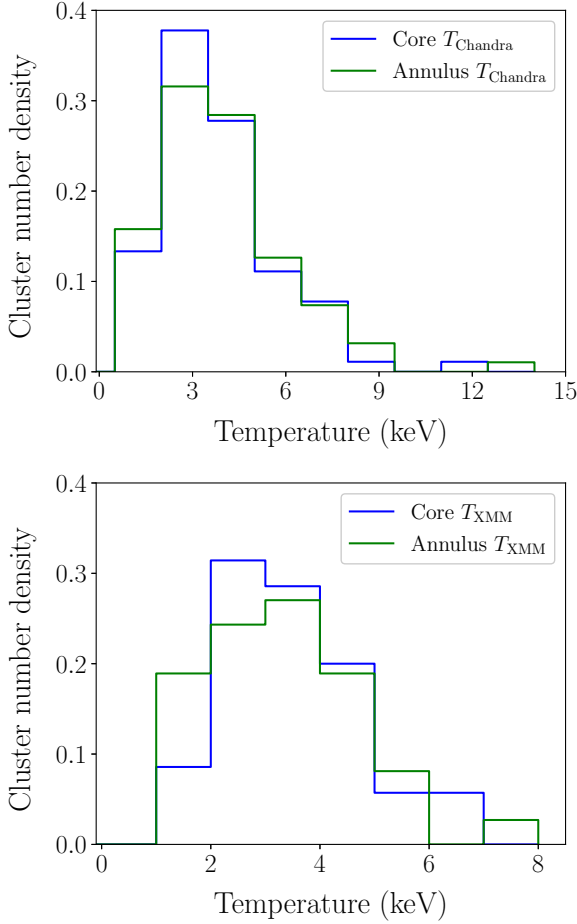 0.4
0.3
0.2
0.1
0.0
Cluster number density
Core T_Chandra
Annulus T_Chandra
0 3 6 9 12 15
Temperature (keV)
0.4
0.3
0.2
0.1
0.0
Cluster number density
Core T_XMM
Annulus T_XMM
0 2 4 6 8
Temperature (keV)